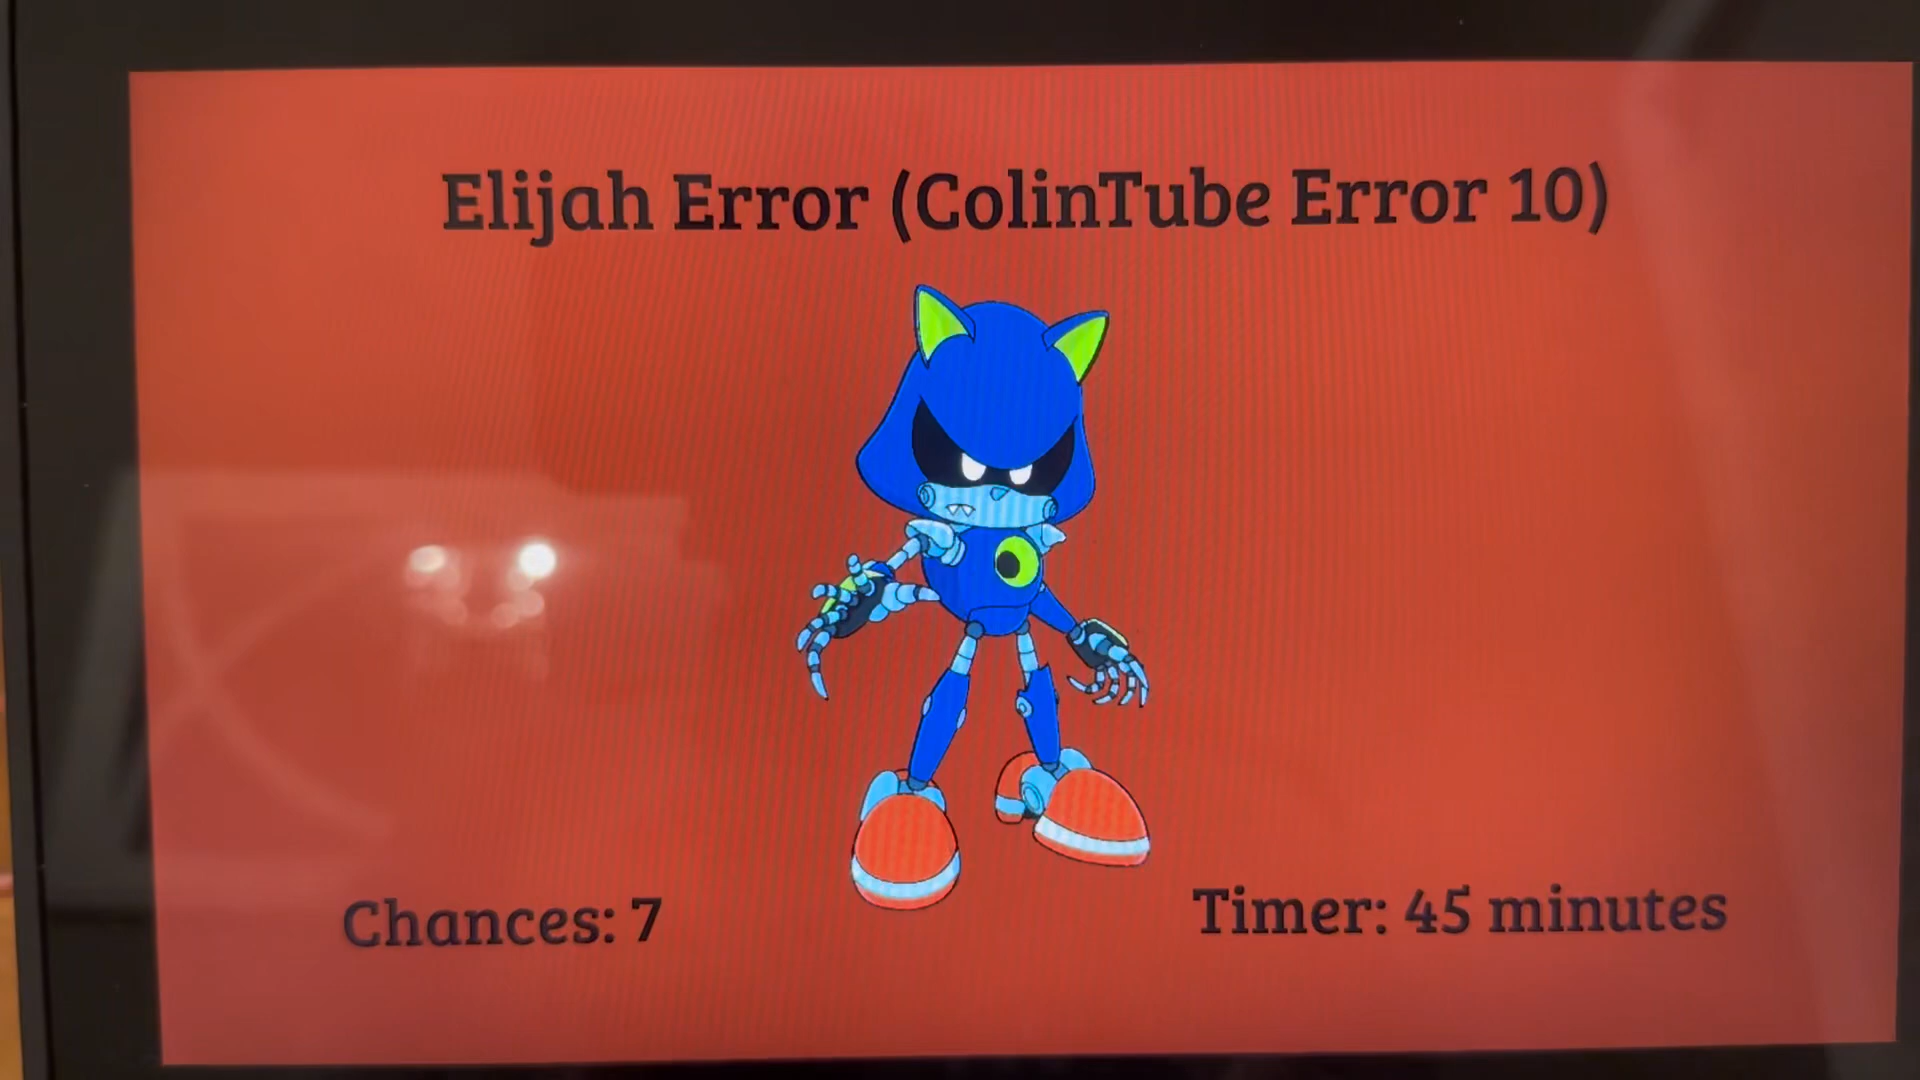 Elijah Error (ColinTube Error 10)
Chances: 7
Timer: 45 minutes